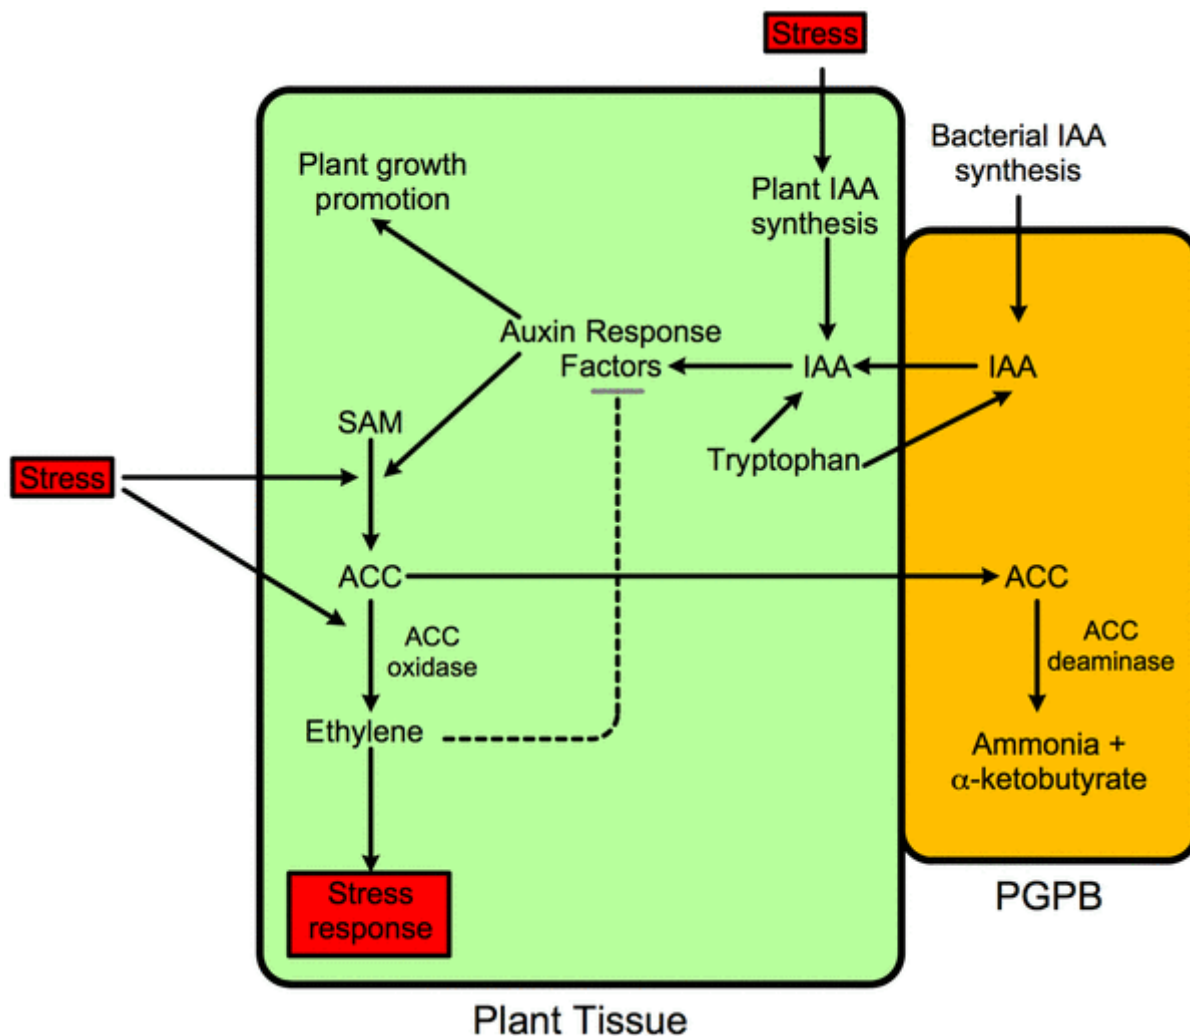 Stress
Bacterial IAA
synthesis
Plant growth
promotion
Plant IAA
synthesis
Auxin Response
Factors
IAA
IAA
SAM
Tryptophan
Stress
ACC
ACC
ACC
oxidase
ACC
deaminase
Ethylene
Ammonia +
α-ketobutyrate
Stress
response
PGPB
Plant Tissue